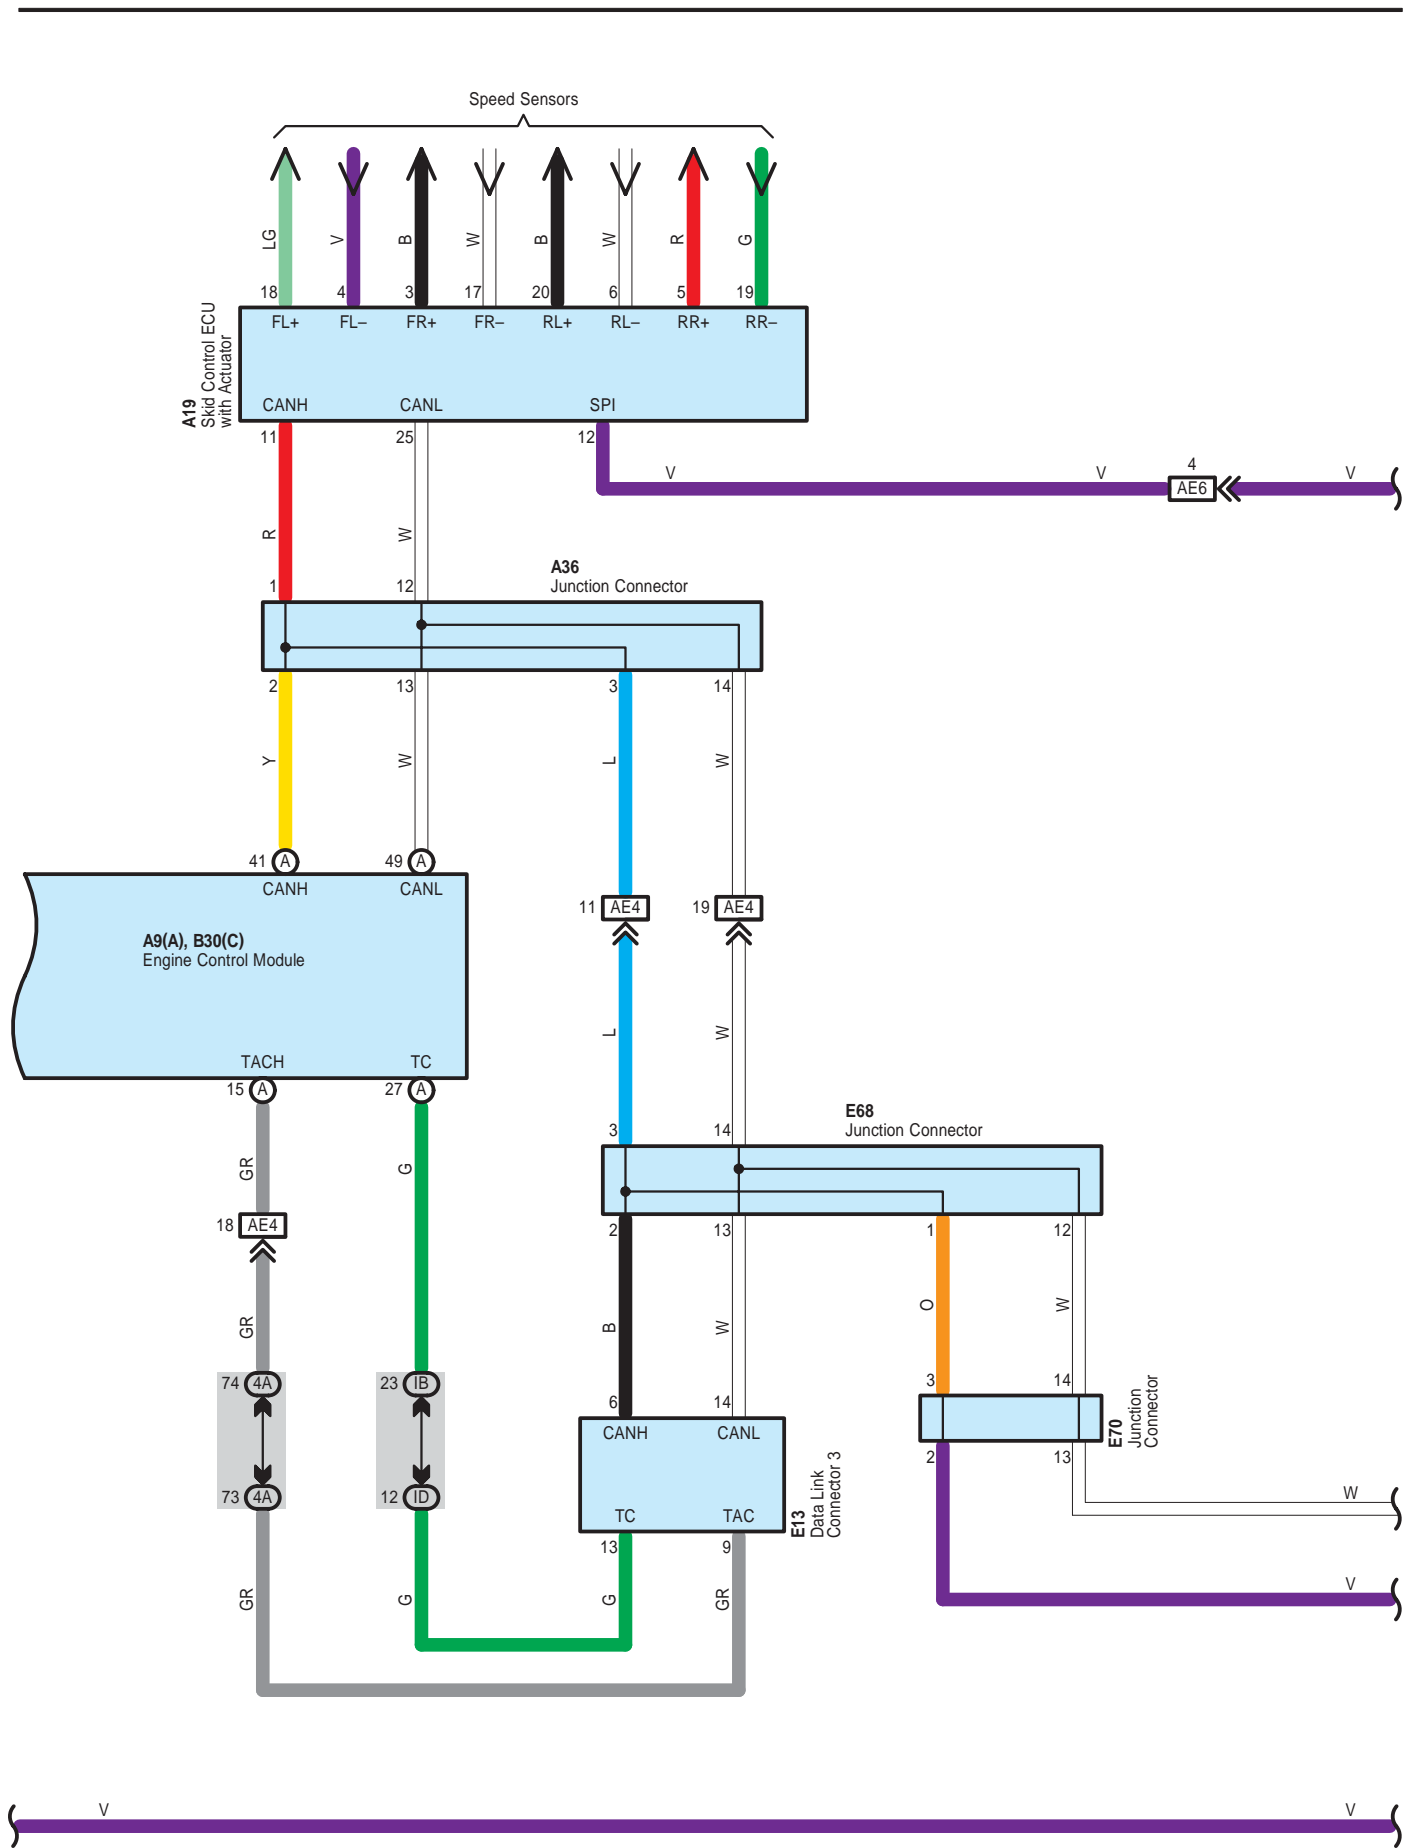 Speed Sensors
LG V B W B W R G
18 4 3 17 20 6 5 19
FL+ FL– FR+ FR– RL+ RL– RR+ RR–
A19
Skid Control ECU
with Actuator
CANH CANL SPI
11 25 12
V V 4 V
AE6
R W
A36
Junction Connector
1 12
2 13 3 14
Y W L W
41 A 49 A
CANH CANL
11 AE4 19 AE4
A9(A), B30(C)
Engine Control Module
L W
TACH TC
15 A 27 A
E68
Junction Connector
3 14
GR G
18 AE4
2 13 1 12
GR B W O W
74 4A 23 IB
3 14
6 14
E70
Junction
Connector
CANH CANL
2 13
73 4A 12 ID
W
TC TAC
E13
Data Link
Connector 3
13 9
V
GR G G GR
V V